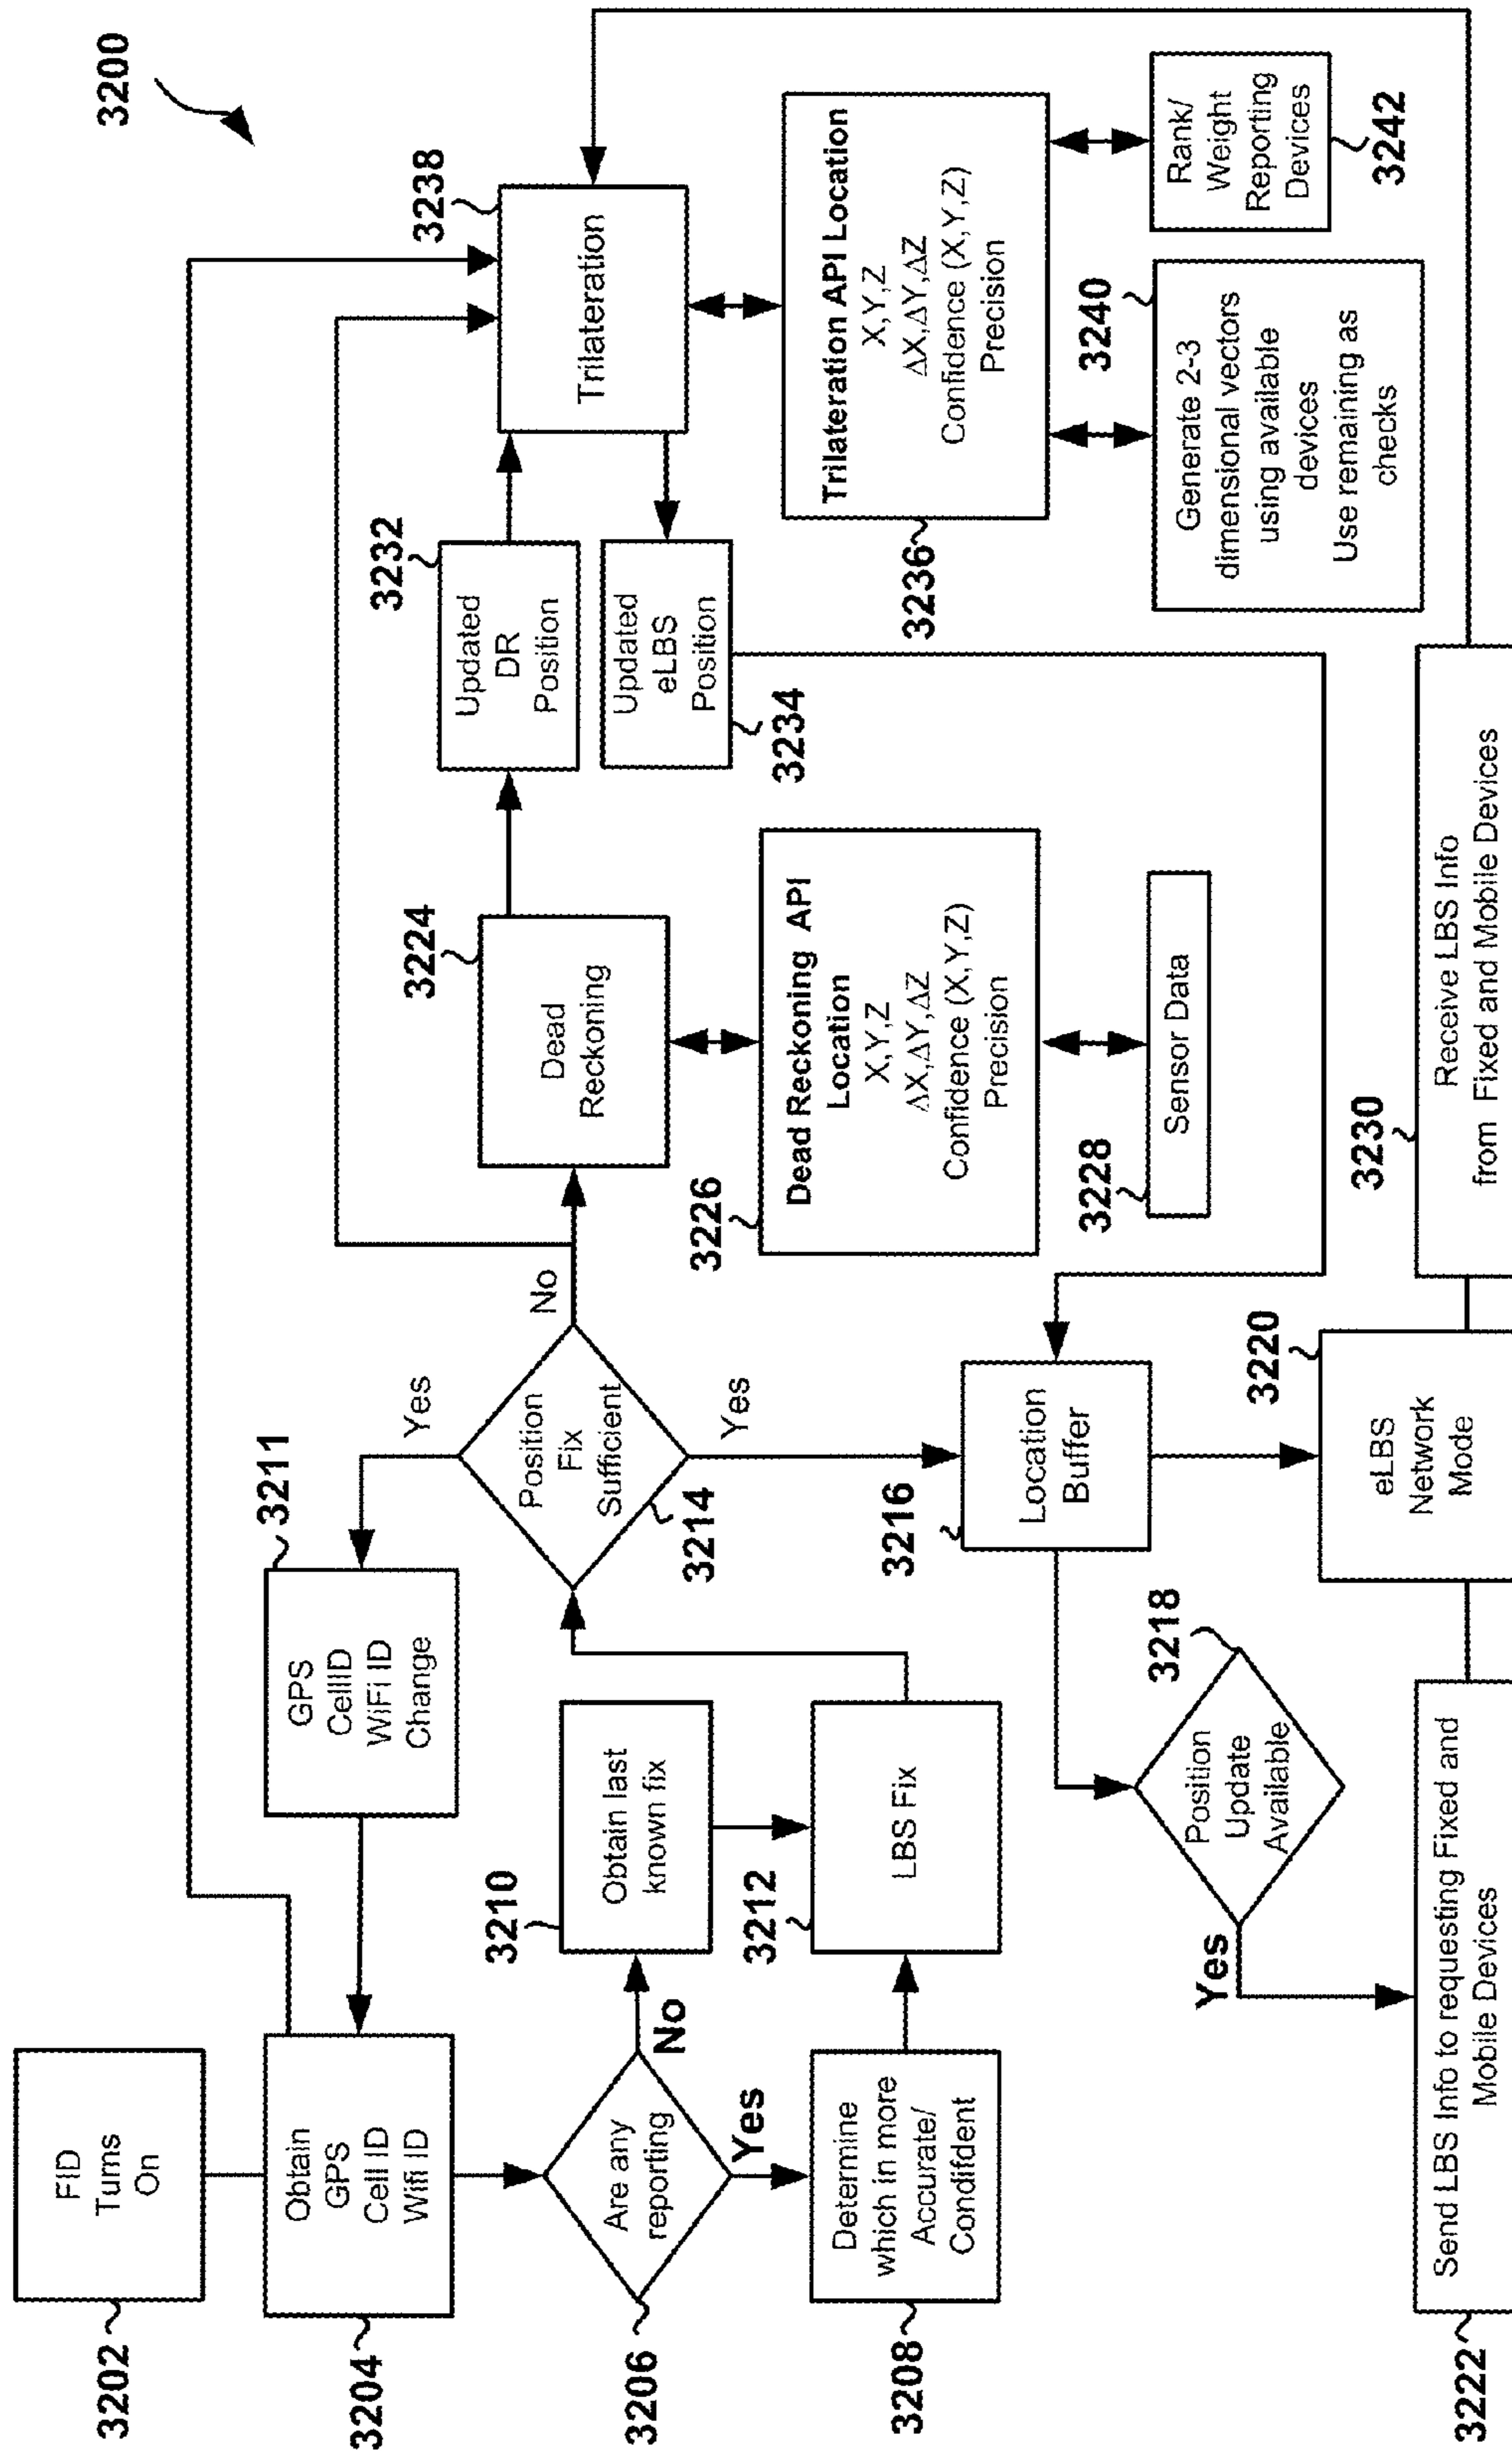 3200
3202
FID
Turns
On
3204
Obtain
GPS
Cell ID
Wifi ID
3211
GPS
CellID
WiFi ID
Change
3206
Are any
reporting
No
Yes
3210
Obtain last
known fix
3208
Determine
which in more
Accurate/
Condifdent
3212
LBS Fix
Yes
Position
Fix
Sufficient
No
Yes
3214
3216
Location
Buffer
3218
Position
Update
Available
Yes
3222
Send LBS Info to requesting Fixed and
Mobile Devices
3220
eLBS
Network
Mode
3224
Dead
Reckoning
3226
Dead Reckoning API
Location
X,Y,Z
ΔX,ΔY,ΔZ
Confidence (X,Y,Z)
Precision
3228
Sensor Data
3230
Receive LBS Info
from Fixed and Mobile Devices
3232
Updated
DR
Position
Updated
eLBS
Position
3234
3238
Trilateration
Trilateration API Location
X,Y,Z
ΔX,ΔY,ΔZ
Confidence (X,Y,Z)
Precision
3236
3240
Generate 2-3
dimensional vectors
using available
devices
Use remaining as
checks
Rank/
Weight
Reporting
Devices
3242